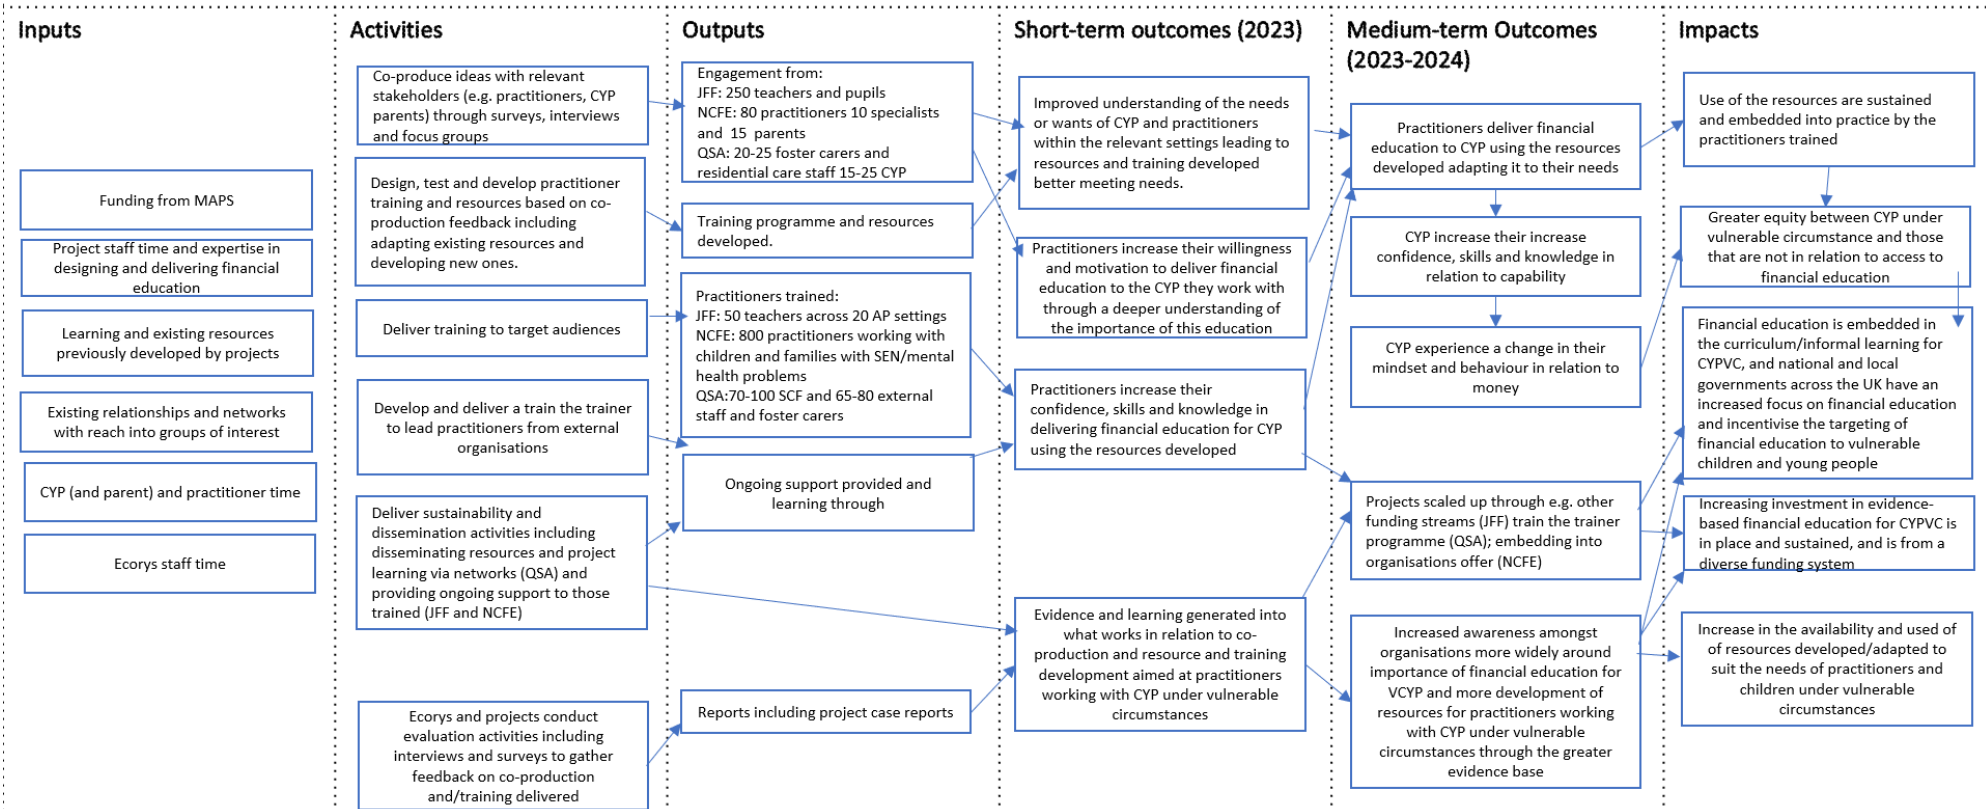 Inputs
Funding from MAPS
Project staff time and expertise in
designing and delivering financial
education
Learning and existing resources
previously developed by projects
Existing relationships and networks
with reach into groups of interest
CYP (and parent) and practitioner time
Ecorys staff time
Activities
Co-produce ideas with relevant
stakeholders (e.g. practitioners, CYP
parents) through surveys, interviews
and focus groups
Design, test and develop practitioner
training and resources based on co-
production feedback including
adapting existing resources and
developing new ones.
Deliver training to target audiences
Develop and deliver a train the trainer
to lead practitioners from external
organisations
Deliver sustainability and
dissemination activities including
disseminating resources and project
learning via networks (QSA) and
providing ongoing support to those
trained (JFF and NCFE)
Ecorys and projects conduct
evaluation activities including
interviews and surveys to gather
feedback on co-production
and/training delivered
Outputs
Engagement from:
JFF: 250 teachers and pupils
NCFE: 80 practitioners 10 specialists
and 15 parents
QSA: 20-25 foster carers and
residential care staff 15-25 CYP
Training programme and resources
developed.
Practitioners trained:
JFF: 50 teachers across 20 AP settings
NCFE: 800 practitioners working with
children and families with SEN/mental
health problems
QSA:70-100 SCF and 65-80 external
staff and foster carers
Ongoing support provided and
learning through
Reports including project case reports
Short-term outcomes (2023)
Improved understanding of the needs
or wants of CYP and practitioners
within the relevant settings leading to
resources and training developed
better meeting needs.
Practitioners increase their willingness
and motivation to deliver financial
education to the CYP they work with
through a deeper understanding of
the importance of this education
Practitioners increase their
confidence, skills and knowledge in
delivering financial education for CYP
using the resources developed
Evidence and learning generated into
what works in relation to co-
production and resource and training
development aimed at practitioners
working with CYP under vulnerable
circumstances
Medium-term Outcomes
(2023-2024)
Practitioners deliver financial
education to CYP using the resources
developed adapting it to their needs
CYP increase their increase
confidence, skills and knowledge in
relation to capability
CYP experience a change in their
mindset and behaviour in relation to
money
Projects scaled up through e.g. other
funding streams (JFF) train the trainer
programme (QSA); embedding into
organisations offer (NCFE)
Increased awareness amongst
organisations more widely around
importance of financial education for
VCYP and more development of
resources for practitioners working
with CYP under vulnerable
circumstances through the greater
evidence base
Impacts
Use of the resources are sustained
and embedded into practice by the
practitioners trained
Greater equity between CYP under
vulnerable circumstance and those
that are not in relation to access to
financial education
Financial education is embedded in
the curriculum/informal learning for
CYPVC, and national and local
governments across the UK have an
increased focus on financial education
and incentivise the targeting of
financial education to vulnerable
children and young people
Increasing investment in evidence-
based financial education for CYPVC is
in place and sustained, and is from a
diverse funding system
Increase in the availability and used of
of resources developed/adapted to
suit the needs of practitioners and
children under vulnerable
circumstances